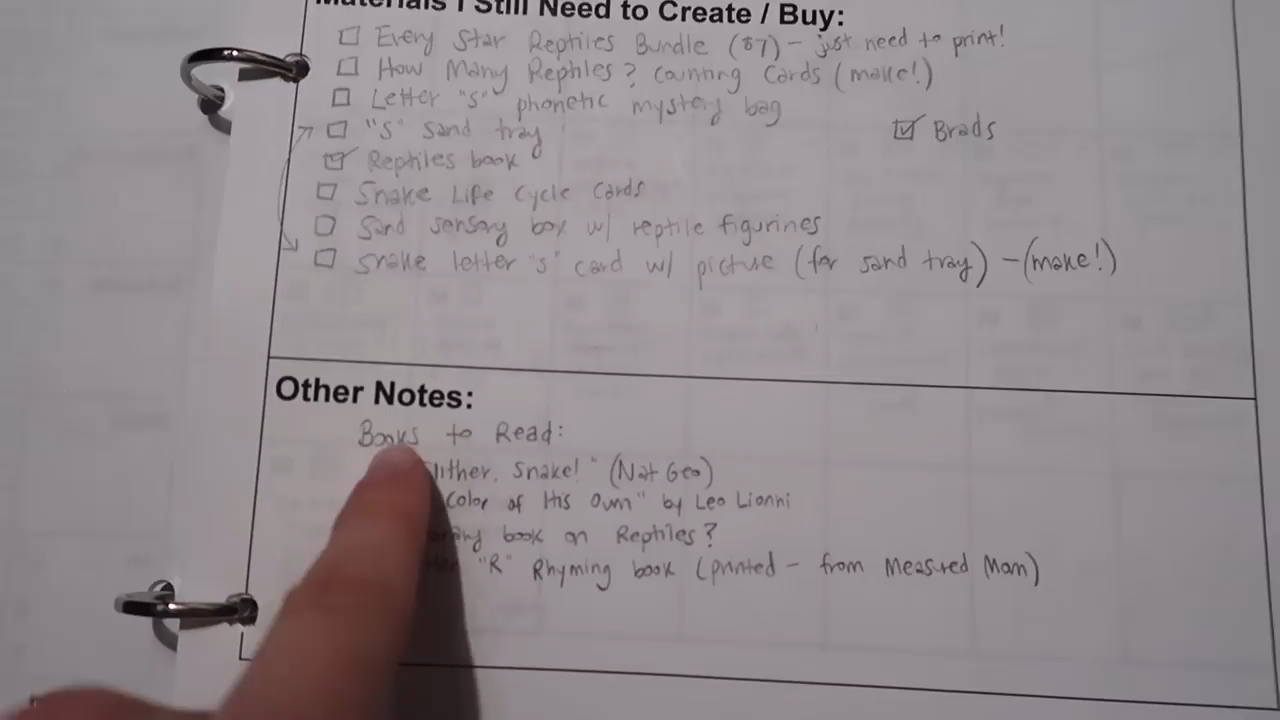 Materials I Still Need to Create / Buy:
Every Star Reptiles Bundle ($7) - just need to print!
How Many Reptiles? Counting Cards (make!)
Letter "S" phonetic mystery bag
"S" sand tray
Brads
Reptiles book
Snake Life Cycle Cards
Sand sensory box w/ reptile figurines
Snake letter "s" card w/ picture (for sand tray) - (make!)
Other Notes:
Books to Read:
Snake!" (Nat Geo)
Color of His Own" by Leo Lionni
book on Reptiles?
"R" Rhyming book (printed - from Measured Mom)